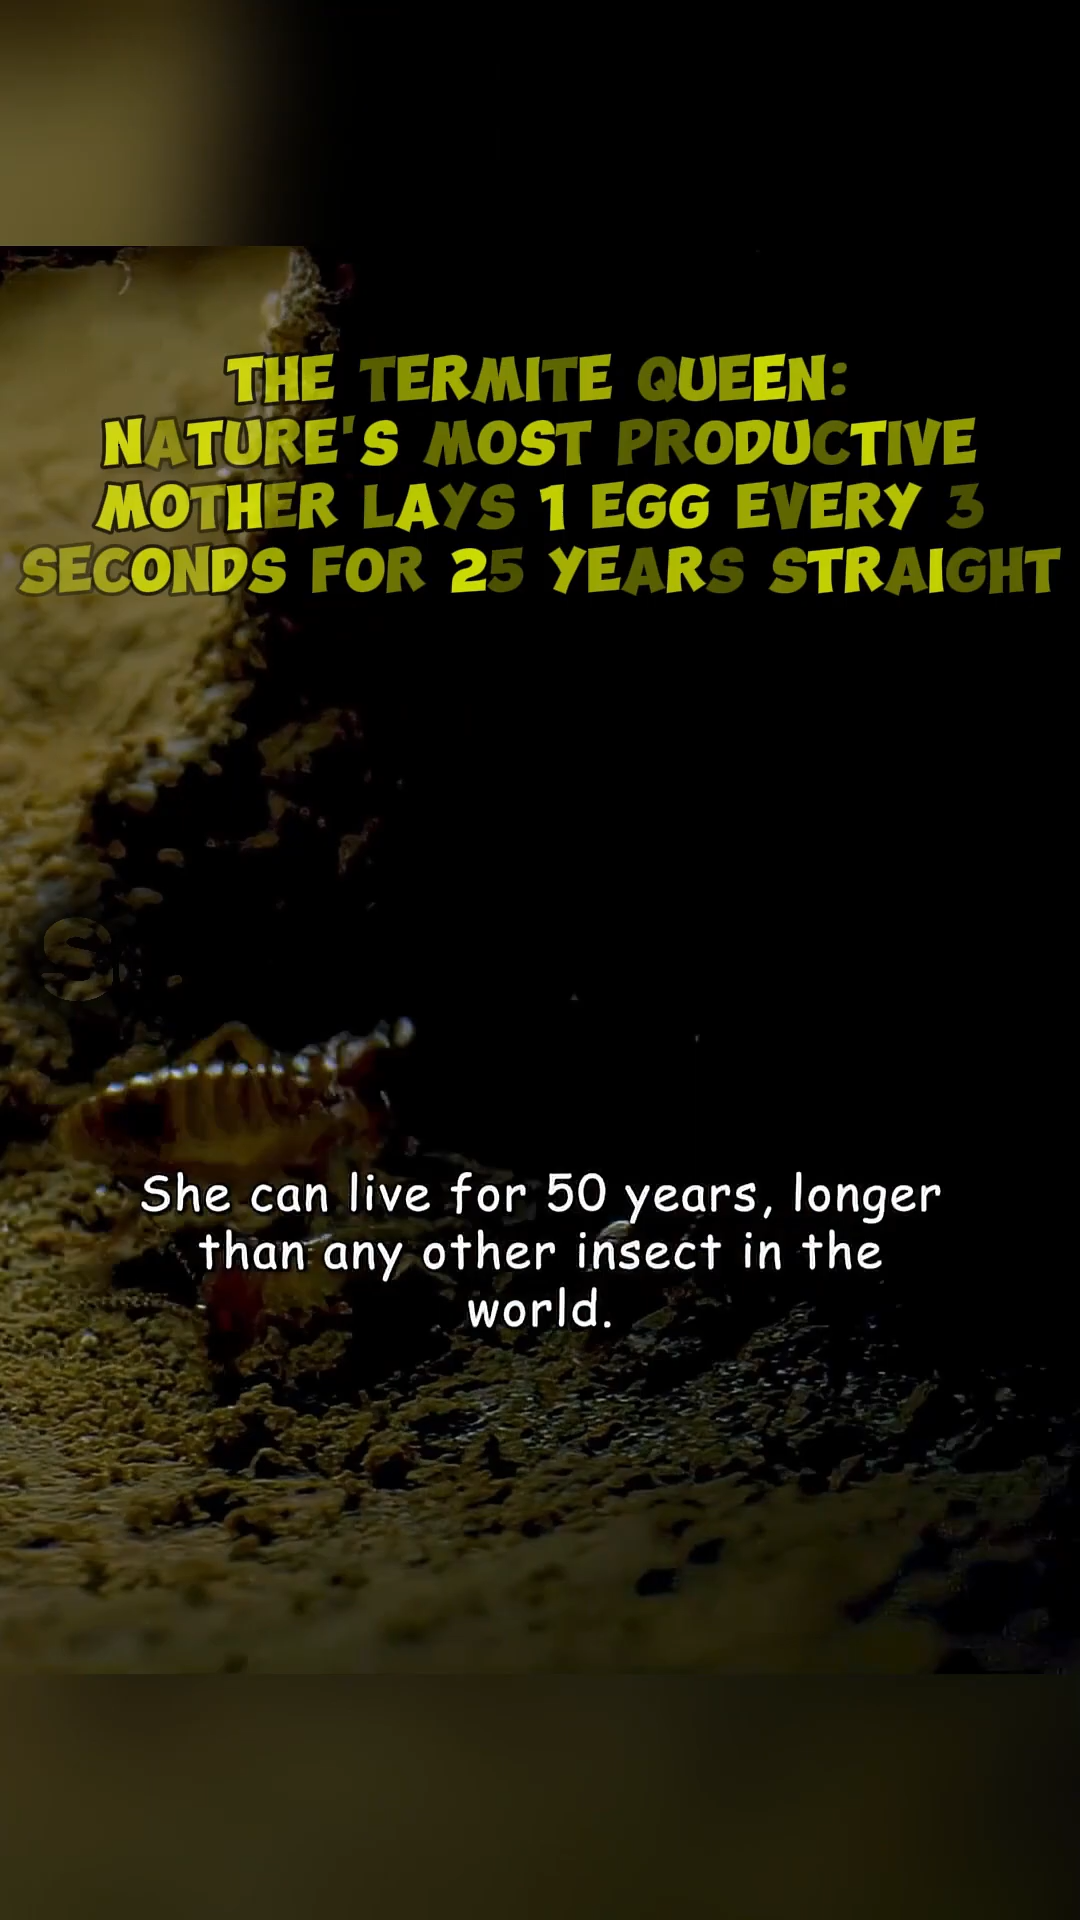 THE TERMITE QUEEN:
NATURE'S MOST PRODUCTIVE
MOTHER LAYS 1 EGG EVERY 3
SECONDS FOR 25 YEARS STRAIGHT
She can live for 50 years, longer
than any other insect in the
world.